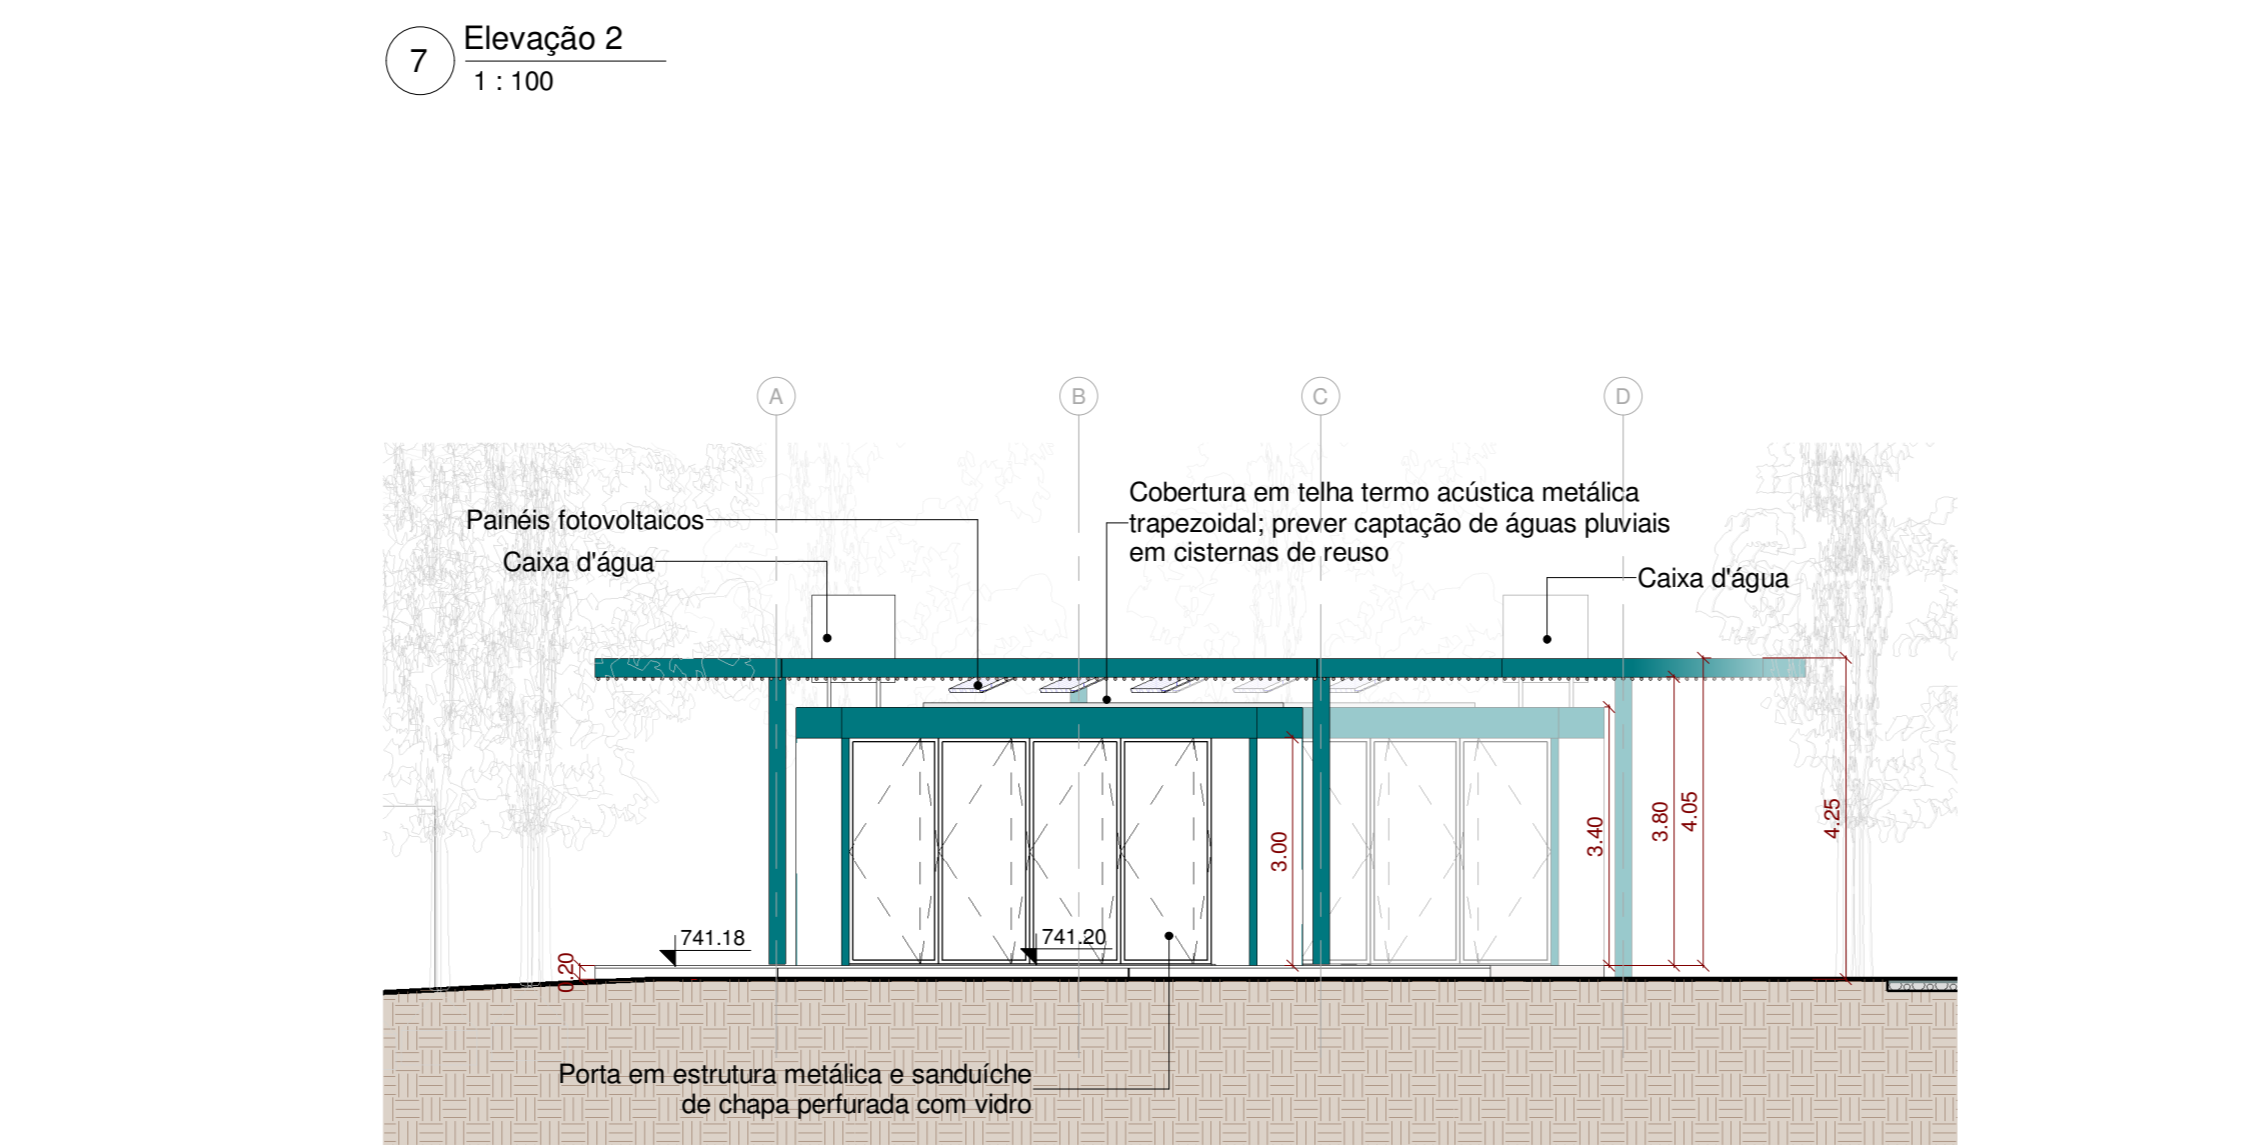 7
Elevação 2
1 : 100
A
B
C
D
Cobertura em telha termo acústica metálica
trapezoidal; prever captação de águas pluviais
em cisternas de reuso
Painéis fotovoltaicos
Caixa d'água
Caixa d'água
3.00
3.40
3.80
4.05
4.25
741.18
741.20
0.20
Porta em estrutura metálica e sanduíche
de chapa perfurada com vidro